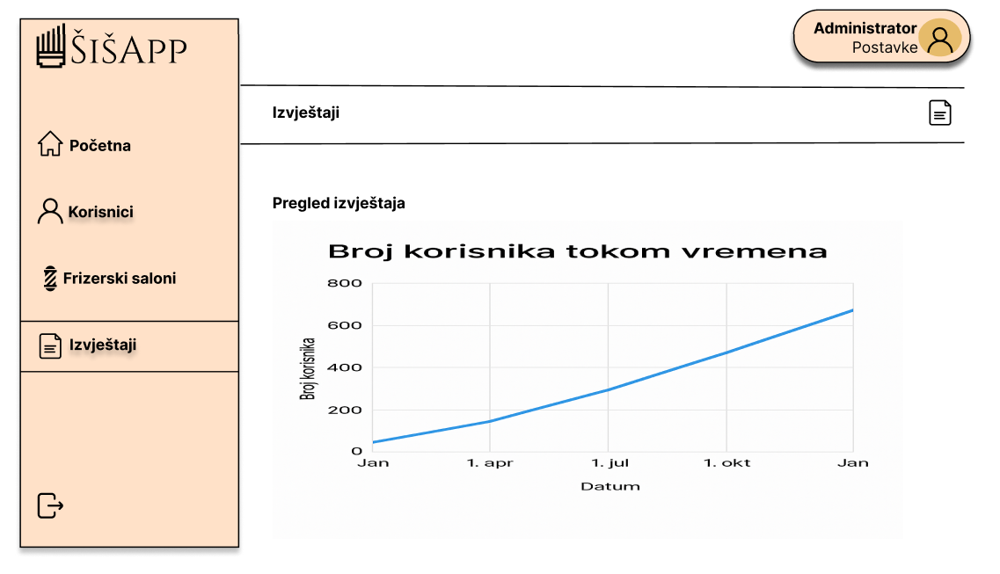 ŠIŠAPP
Administrator
Postavke
Izvještaji
Početna
Korisnici
Frizerski saloni
Izvještaji
Pregled izvještaja
Broj korisnika tokom vremena
800
600
400
200
0
Broj korisnika
Jan 1. apr 1. jul 1. okt Jan
Datum